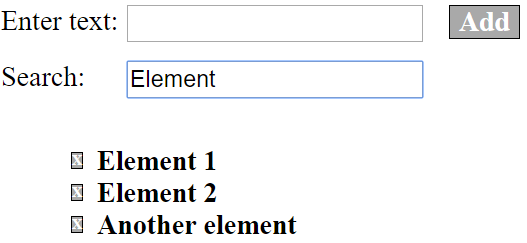 Enter text: Add
Search: Element
X Element 1
X Element 2
X Another element